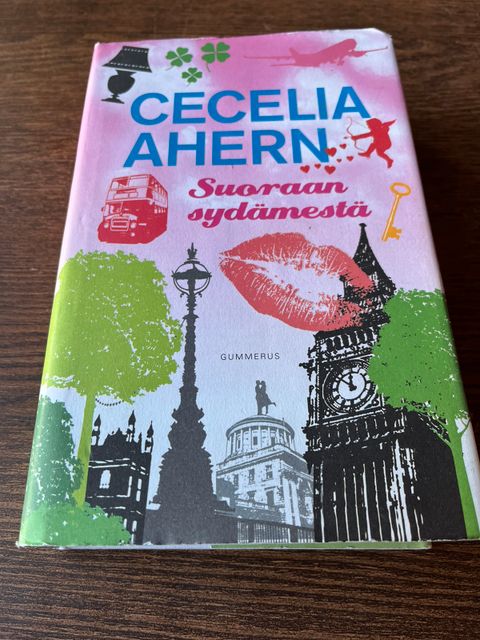 CECELIA
AHERN
Suoraan
sydämestä
GUMMERUS